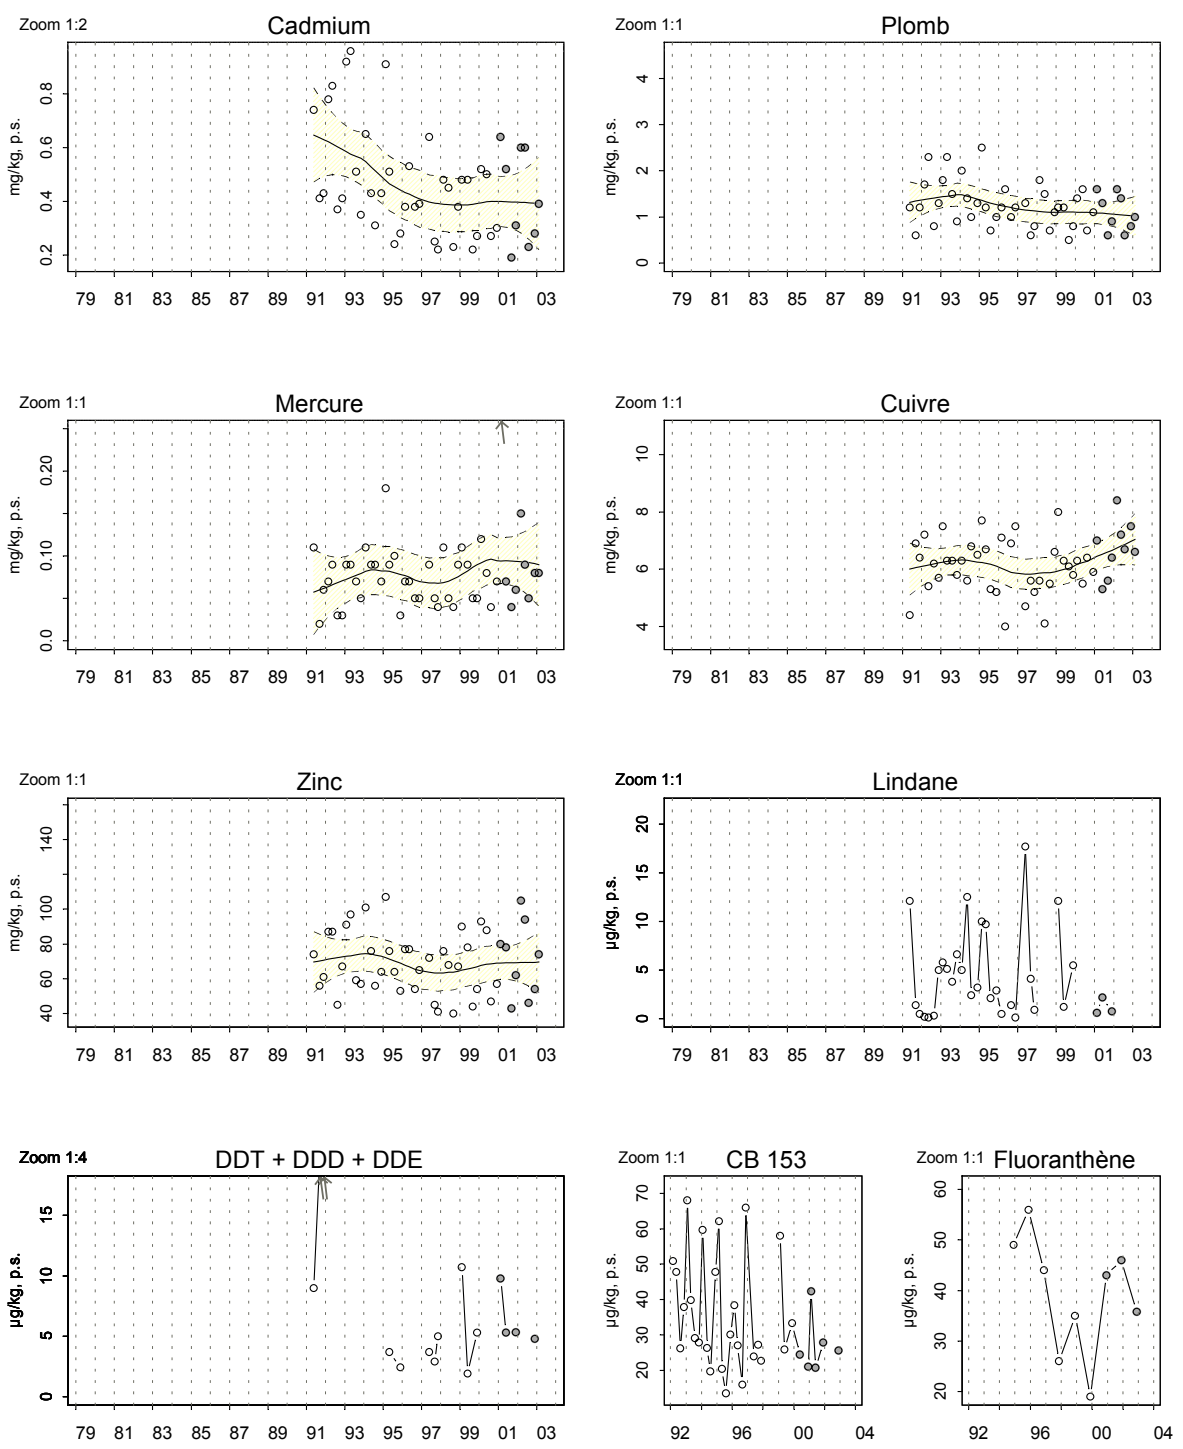 Zoom 1:2
Cadmium
mg/kg, p.s.
0.2 0.4 0.6 0.8
79 81 83 85 87 89 91 93 95 97 99 01 03
Zoom 1:1
Plomb
mg/kg, p.s.
0 1 2 3 4
79 81 83 85 87 89 91 93 95 97 99 01 03
Zoom 1:1
Mercure
mg/kg, p.s.
0.0 0.10 0.20
79 81 83 85 87 89 91 93 95 97 99 01 03
Zoom 1:1
Cuivre
mg/kg, p.s.
4 6 8 10
79 81 83 85 87 89 91 93 95 97 99 01 03
Zoom 1:1
Zinc
mg/kg, p.s.
40 60 80 100 140
79 81 83 85 87 89 91 93 95 97 99 01 03
Zoom 1:1
Lindane
µg/kg, p.s.
0 5 10 15 20
79 81 83 85 87 89 91 93 95 97 99 01 03
Zoom 1:4
DDT + DDD + DDE
µg/kg, p.s.
0 5 10 15
79 81 83 85 87 89 91 93 95 97 99 01 03
Zoom 1:1
CB 153
µg/kg, p.s.
20 30 40 50 60 70
92 96 00 04
Zoom 1:1
Fluoranthène
µg/kg, p.s.
20 30 40 50 60
92 96 00 04